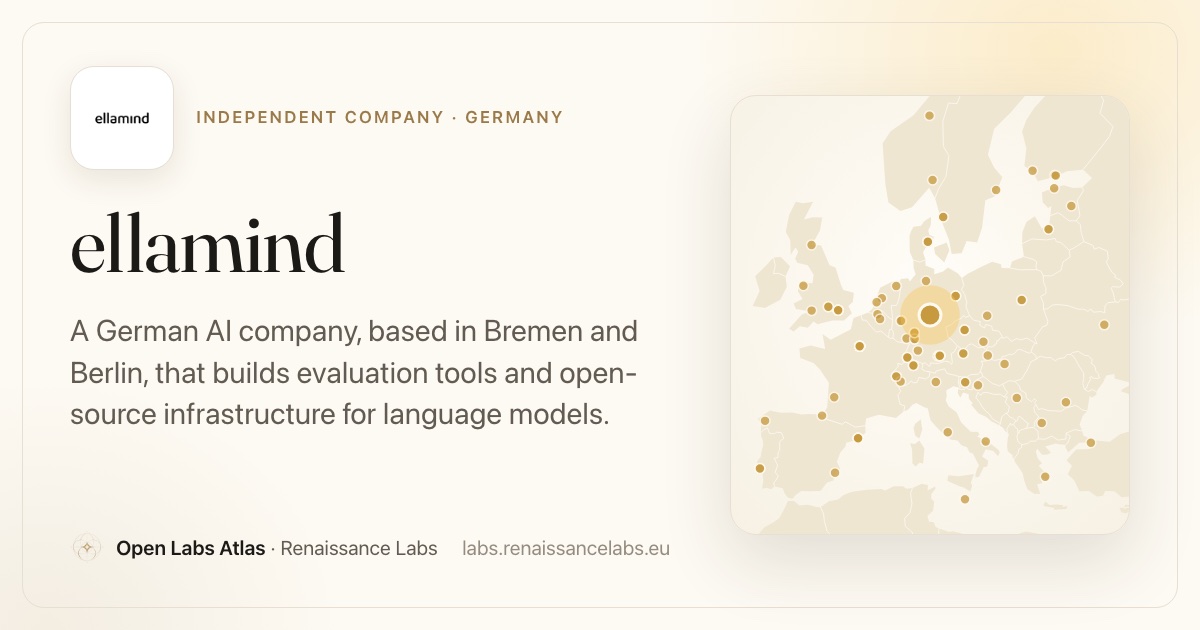 ellamind
INDEPENDENT COMPANY · GERMANY
ellamind
A German AI company, based in Bremen and
Berlin, that builds evaluation tools and open-
source infrastructure for language models.
Open Labs Atlas · Renaissance Labs labs.renaissancelabs.eu